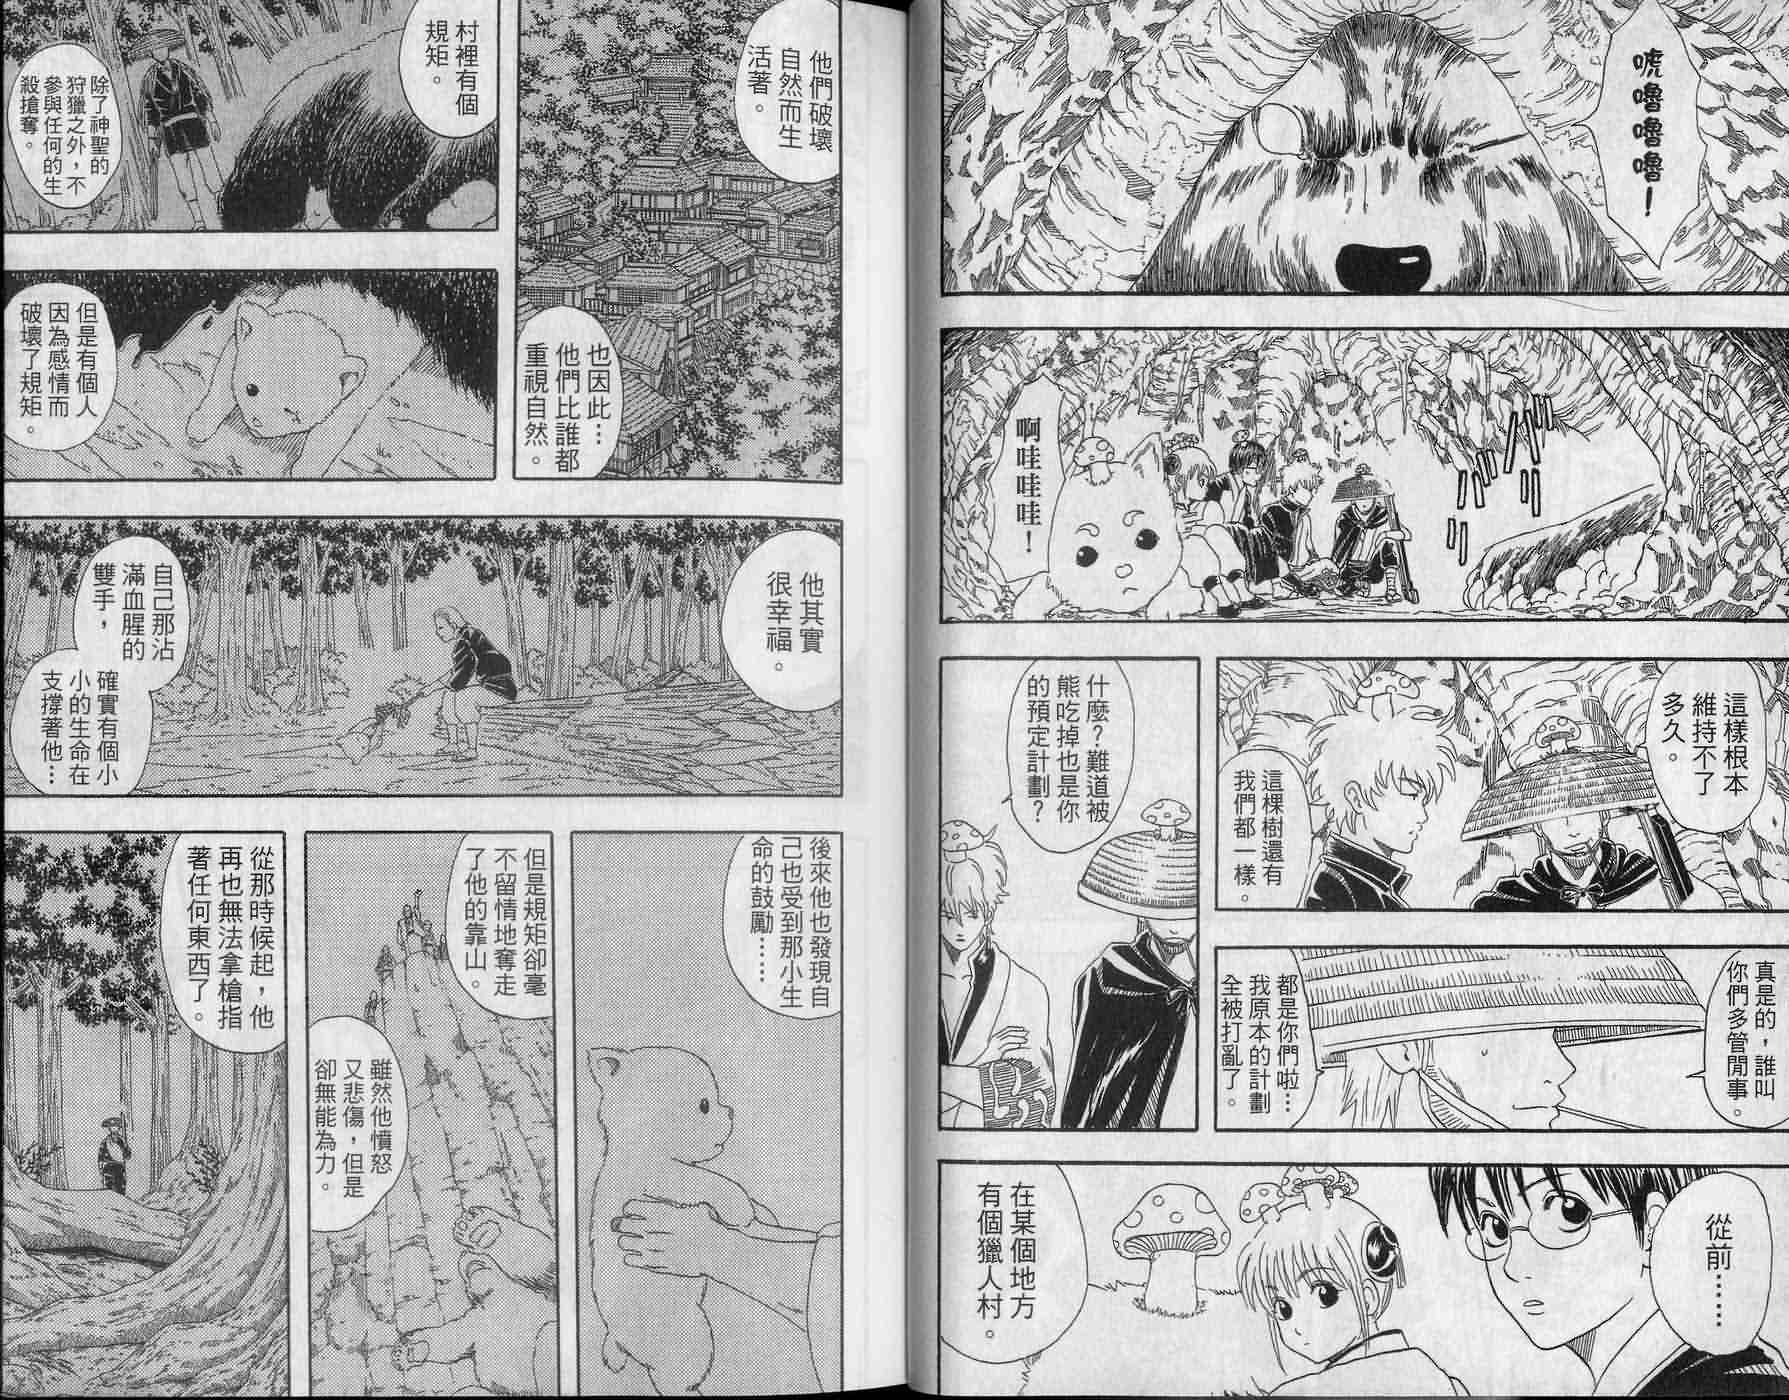 唬嚕嚕嚕！
啊哇哇哇！
這樣根本
維持不了
多久。
這棵樹還有
我們都一樣。
什麼？難道被
熊吃掉也是你
的預定計劃？
真是的，誰叫
你們多管閒事。
都是你們啦…
我原本的計劃
全被打亂了。
從前……
在某個地方
有個獵人村。
他們破壞
自然而生
活著。
也因此…
他們比誰都
重視自然。
村裡有個
規矩。
除了神聖的
狩獵之外，不
參與任何的生
殺搶奪。
但是有個人
因為感情而
破壞了規矩。
他其實
很幸福。
自己那沾
滿血腥的
雙手，
確實有個小
小的生命在
支撐著他…
後來他也發現自
己也受到那小生
命的鼓勵……
但是規矩卻毫
不留情地奪走
了他的靠山。
雖然他憤怒
又悲傷，但是
卻無能為力。
從那時候起，他
再也無法拿槍指
著任何東西了。